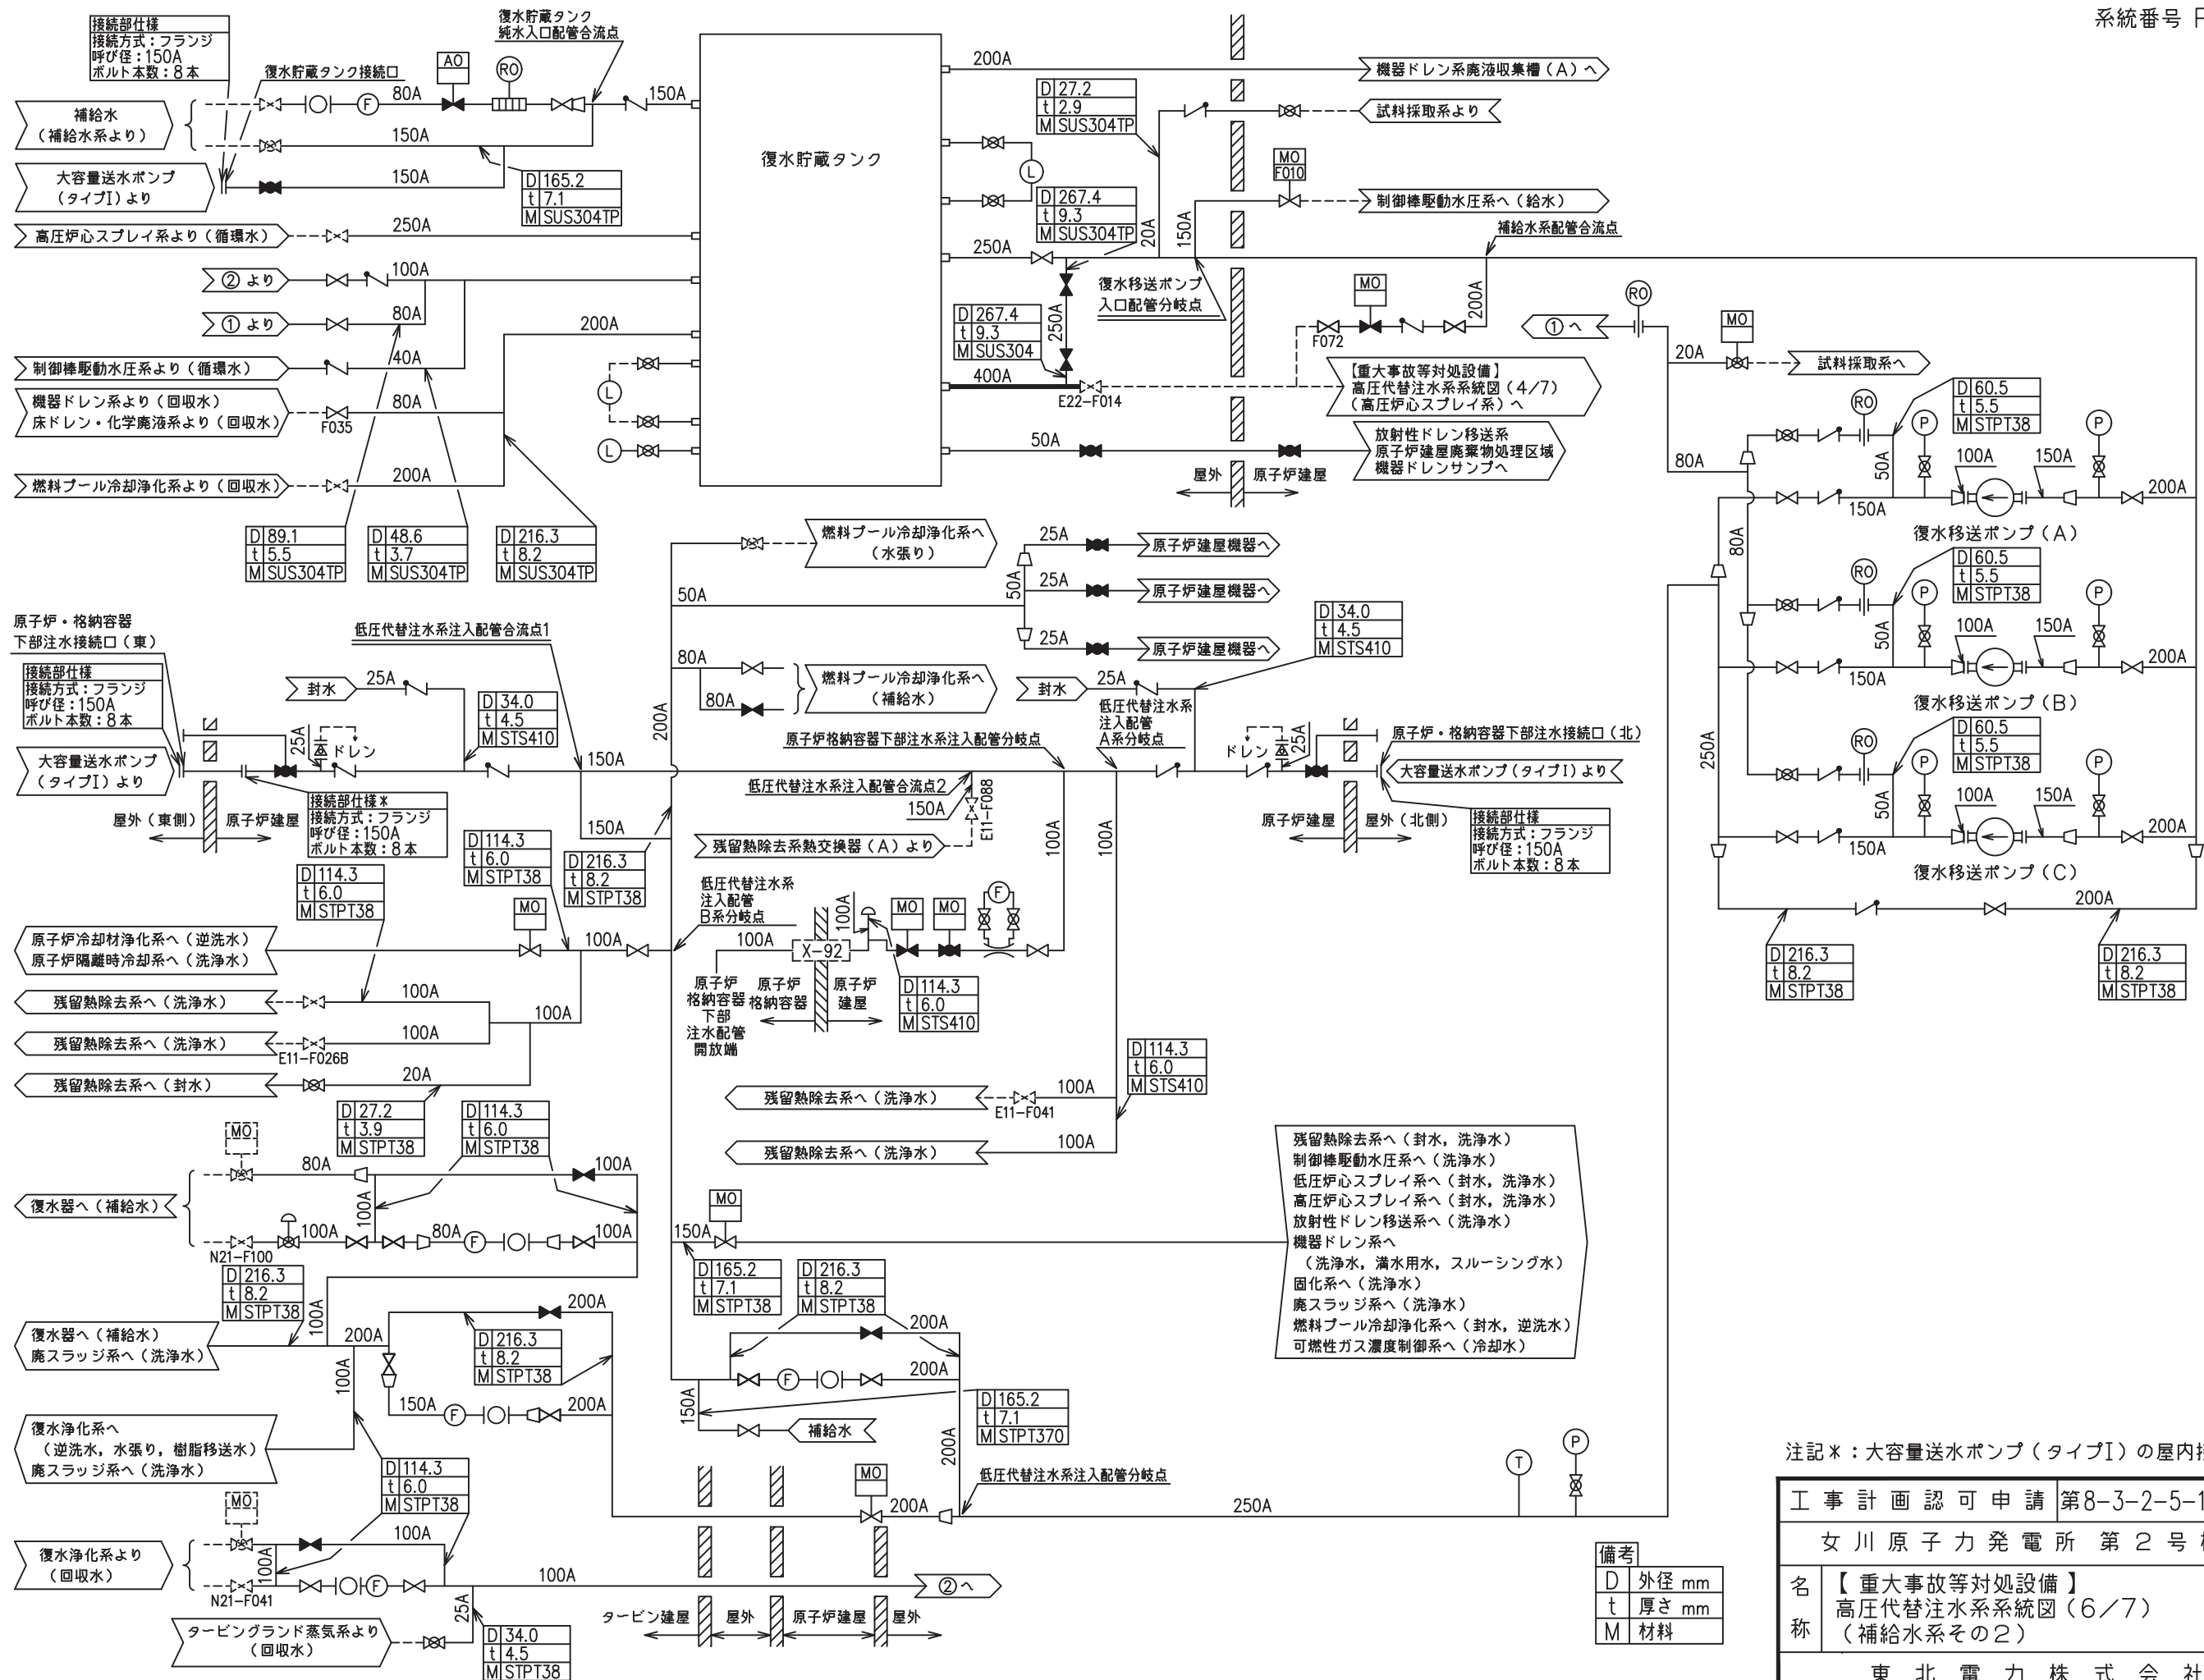 系統番号
接続部仕様
接続方式：フランジ
呼び径：150A
ボルト本数：8本
復水貯蔵タンク
純水入口配管合流点
復水貯蔵タンク接続口
AO
RO
F
80A
150A
補給水
（補給水系より）
150A
大容量送水ポンプ
（タイプI）より
150A
D 165.2
t 7.1
M SUS304TP
高圧炉心スプレイ系より（循環水）
250A
②より
100A
①より
80A
制御棒駆動水圧系より（循環水）
40A
機器ドレン系より（回収水）
床ドレン・化学廃液系より（回収水）
F035
80A
200A
燃料プール冷却浄化系より（回収水）
200A
L
L
D 89.1
t 5.5
M SUS304TP
D 48.6
t 3.7
M SUS304TP
D 216.3
t 8.2
M SUS304TP
復水貯蔵タンク
200A
機器ドレン系廃液収集槽（A）へ
D 27.2
t 2.9
M SUS304TP
試料採取系より
L
MO
F010
D 267.4
t 9.3
M SUS304TP
20A
150A
制御棒駆動水圧系へ（給水）
250A
補給水系配管合流点
復水移送ポンプ
入口配管分岐点
D 267.4
t 9.3
M SUS304
250A
MO
F072
200A
400A
E22-F014
【重大事故等対処設備】
高圧代替注水系系統図（4/7）
（高圧炉心スプレイ系）へ
50A
放射性ドレン移送系
原子炉建屋廃棄物処理区域
機器ドレンサンプへ
屋外
原子炉建屋
①へ
RO
MO
20A
試料採取系へ
80A
80A
RO
D 60.5
t 5.5
M STPT38
P
P
50A
100A
150A
150A
200A
復水移送ポンプ（A）
RO
D 60.5
t 5.5
M STPT38
P
P
50A
100A
150A
150A
200A
復水移送ポンプ（B）
RO
D 60.5
t 5.5
M STPT38
P
P
50A
100A
150A
150A
200A
復水移送ポンプ（C）
250A
200A
D 216.3
t 8.2
M STPT38
D 216.3
t 8.2
M STPT38
燃料プール冷却浄化系へ
（水張り）
25A
原子炉建屋機器へ
50A
50A
25A
原子炉建屋機器へ
25A
原子炉建屋機器へ
80A
80A
燃料プール冷却浄化系へ
（補給水）
200A
原子炉・格納容器
下部注水接続口（東）
接続部仕様
接続方式：フランジ
呼び径：150A
ボルト本数：8本
大容量送水ポンプ
（タイプI）より
屋外（東側）
原子炉建屋
封水
25A
25A
ドレン
接続部仕様＊
接続方式：フランジ
呼び径：150A
ボルト本数：8本
低圧代替注水系注入配管合流点1
D 34.0
t 4.5
M STS410
150A
150A
封水
25A
D 34.0
t 4.5
M STS410
低圧代替注水系
注入配管
A系分岐点
原子炉格納容器下部注水系注入配管分岐点
低圧代替注水系注入配管合流点2
150A
E11-F088
残留熱除去系熱交換器（A）より
ドレン
25A
原子炉・格納容器下部注水接続口（北）
大容量送水ポンプ（タイプI）より
原子炉建屋
屋外（北側）
接続部仕様
接続方式：フランジ
呼び径：150A
ボルト本数：8本
100A
100A
D 114.3
t 6.0
M STPT38
D 114.3
t 6.0
M STPT38
D 216.3
t 8.2
M STPT38
MO
100A
低圧代替注水系
注入配管
B系分岐点
100A
X-92
100A
MO
MO
F
原子炉
格納容器
下部
注水配管
開放端
原子炉
格納容器
原子炉
建屋
D 114.3
t 6.0
M STS410
原子炉冷却材浄化系へ（逆洗水）
原子炉隔離時冷却系へ（洗浄水）
残留熱除去系へ（洗浄水）
100A
残留熱除去系へ（洗浄水）
E11-F026B
100A
100A
残留熱除去系へ（封水）
20A
D 27.2
t 3.9
M STPT38
D 114.3
t 6.0
M STPT38
D 114.3
t 6.0
M STS410
残留熱除去系へ（洗浄水）
E11-F041
100A
残留熱除去系へ（洗浄水）
100A
MO
80A
100A
復水器へ（補給水）
100A
N21-F100
100A
80A
F
100A
D 216.3
t 8.2
M STPT38
100A
復水器へ（補給水）
廃スラッジ系へ（洗浄水）
200A
200A
D 216.3
t 8.2
M STPT38
100A
150A
F
200A
復水浄化系へ
（逆洗水，水張り，樹脂移送水）
廃スラッジ系へ（洗浄水）
D 114.3
t 6.0
M STPT38
MO
100A
復水浄化系より
（回収水）
100A
N21-F041
F
100A
②へ
25A
タービングランド蒸気系より
（回収水）
D 34.0
t 4.5
M STPT38
MO
150A
D 165.2
t 7.1
M STPT38
D 216.3
t 8.2
M STPT38
200A
F
200A
150A
補給水
D 165.2
t 7.1
M STPT370
200A
残留熱除去系へ（封水，洗浄水）
制御棒駆動水圧系へ（洗浄水）
低圧炉心スプレイ系へ（封水，洗浄水）
高圧炉心スプレイ系へ（封水，洗浄水）
放射性ドレン移送系へ（洗浄水）
機器ドレン系へ
（洗浄水，満水用水，スルーシング水）
固化系へ（洗浄水）
廃スラッジ系へ（洗浄水）
燃料プール冷却浄化系へ（封水，逆洗水）
可燃性ガス濃度制御系へ（冷却水）
MO
200A
低圧代替注水系注入配管分岐点
250A
T
P
タービン建屋
屋外
原子炉建屋
屋外
備考
D 外径 mm
t 厚さ mm
M 材料
注記＊：大容量送水ポンプ（タイプI）の屋内
工事計画認可申請 第8-3-2-5-1
女川原子力発電所 第2号
名称
【重大事故等対処設備】
高圧代替注水系系統図（6／7）
（補給水系その2）
東北電力株式会社